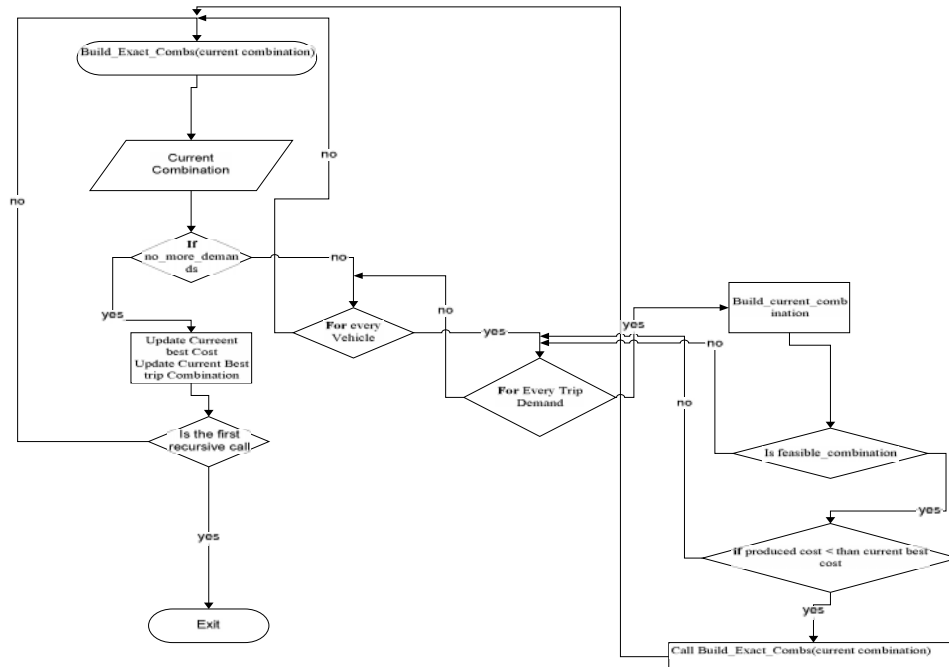 Build_Exact_Combs(current combination)
Current
Combination
no
no
If
no_more_deman
ds
no
yes
Update Curreent
best Cost
Update Current Best
trip Combination
For every
Vehicle
yes
no
For Every Trip
Demand
yes
no
no
Build_current_comb
ination
Is the first
recursive call
Is feasible_combination
yes
yes
if produced cost < than current best
cost
yes
Exit
Call Build_Exact_Combs(current combination)